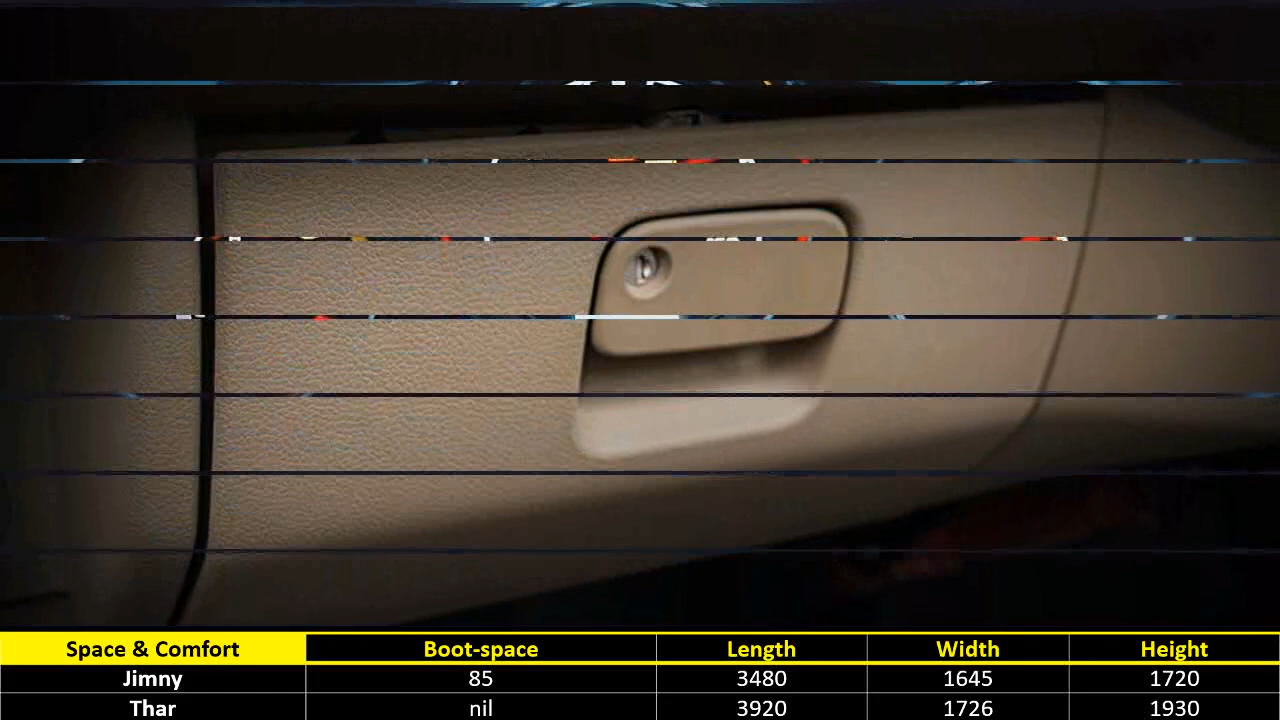 Space & Comfort Boot-space Length Width Height
Jimny 85 3480 1645 1720
Thar nil 3920 1726 1930